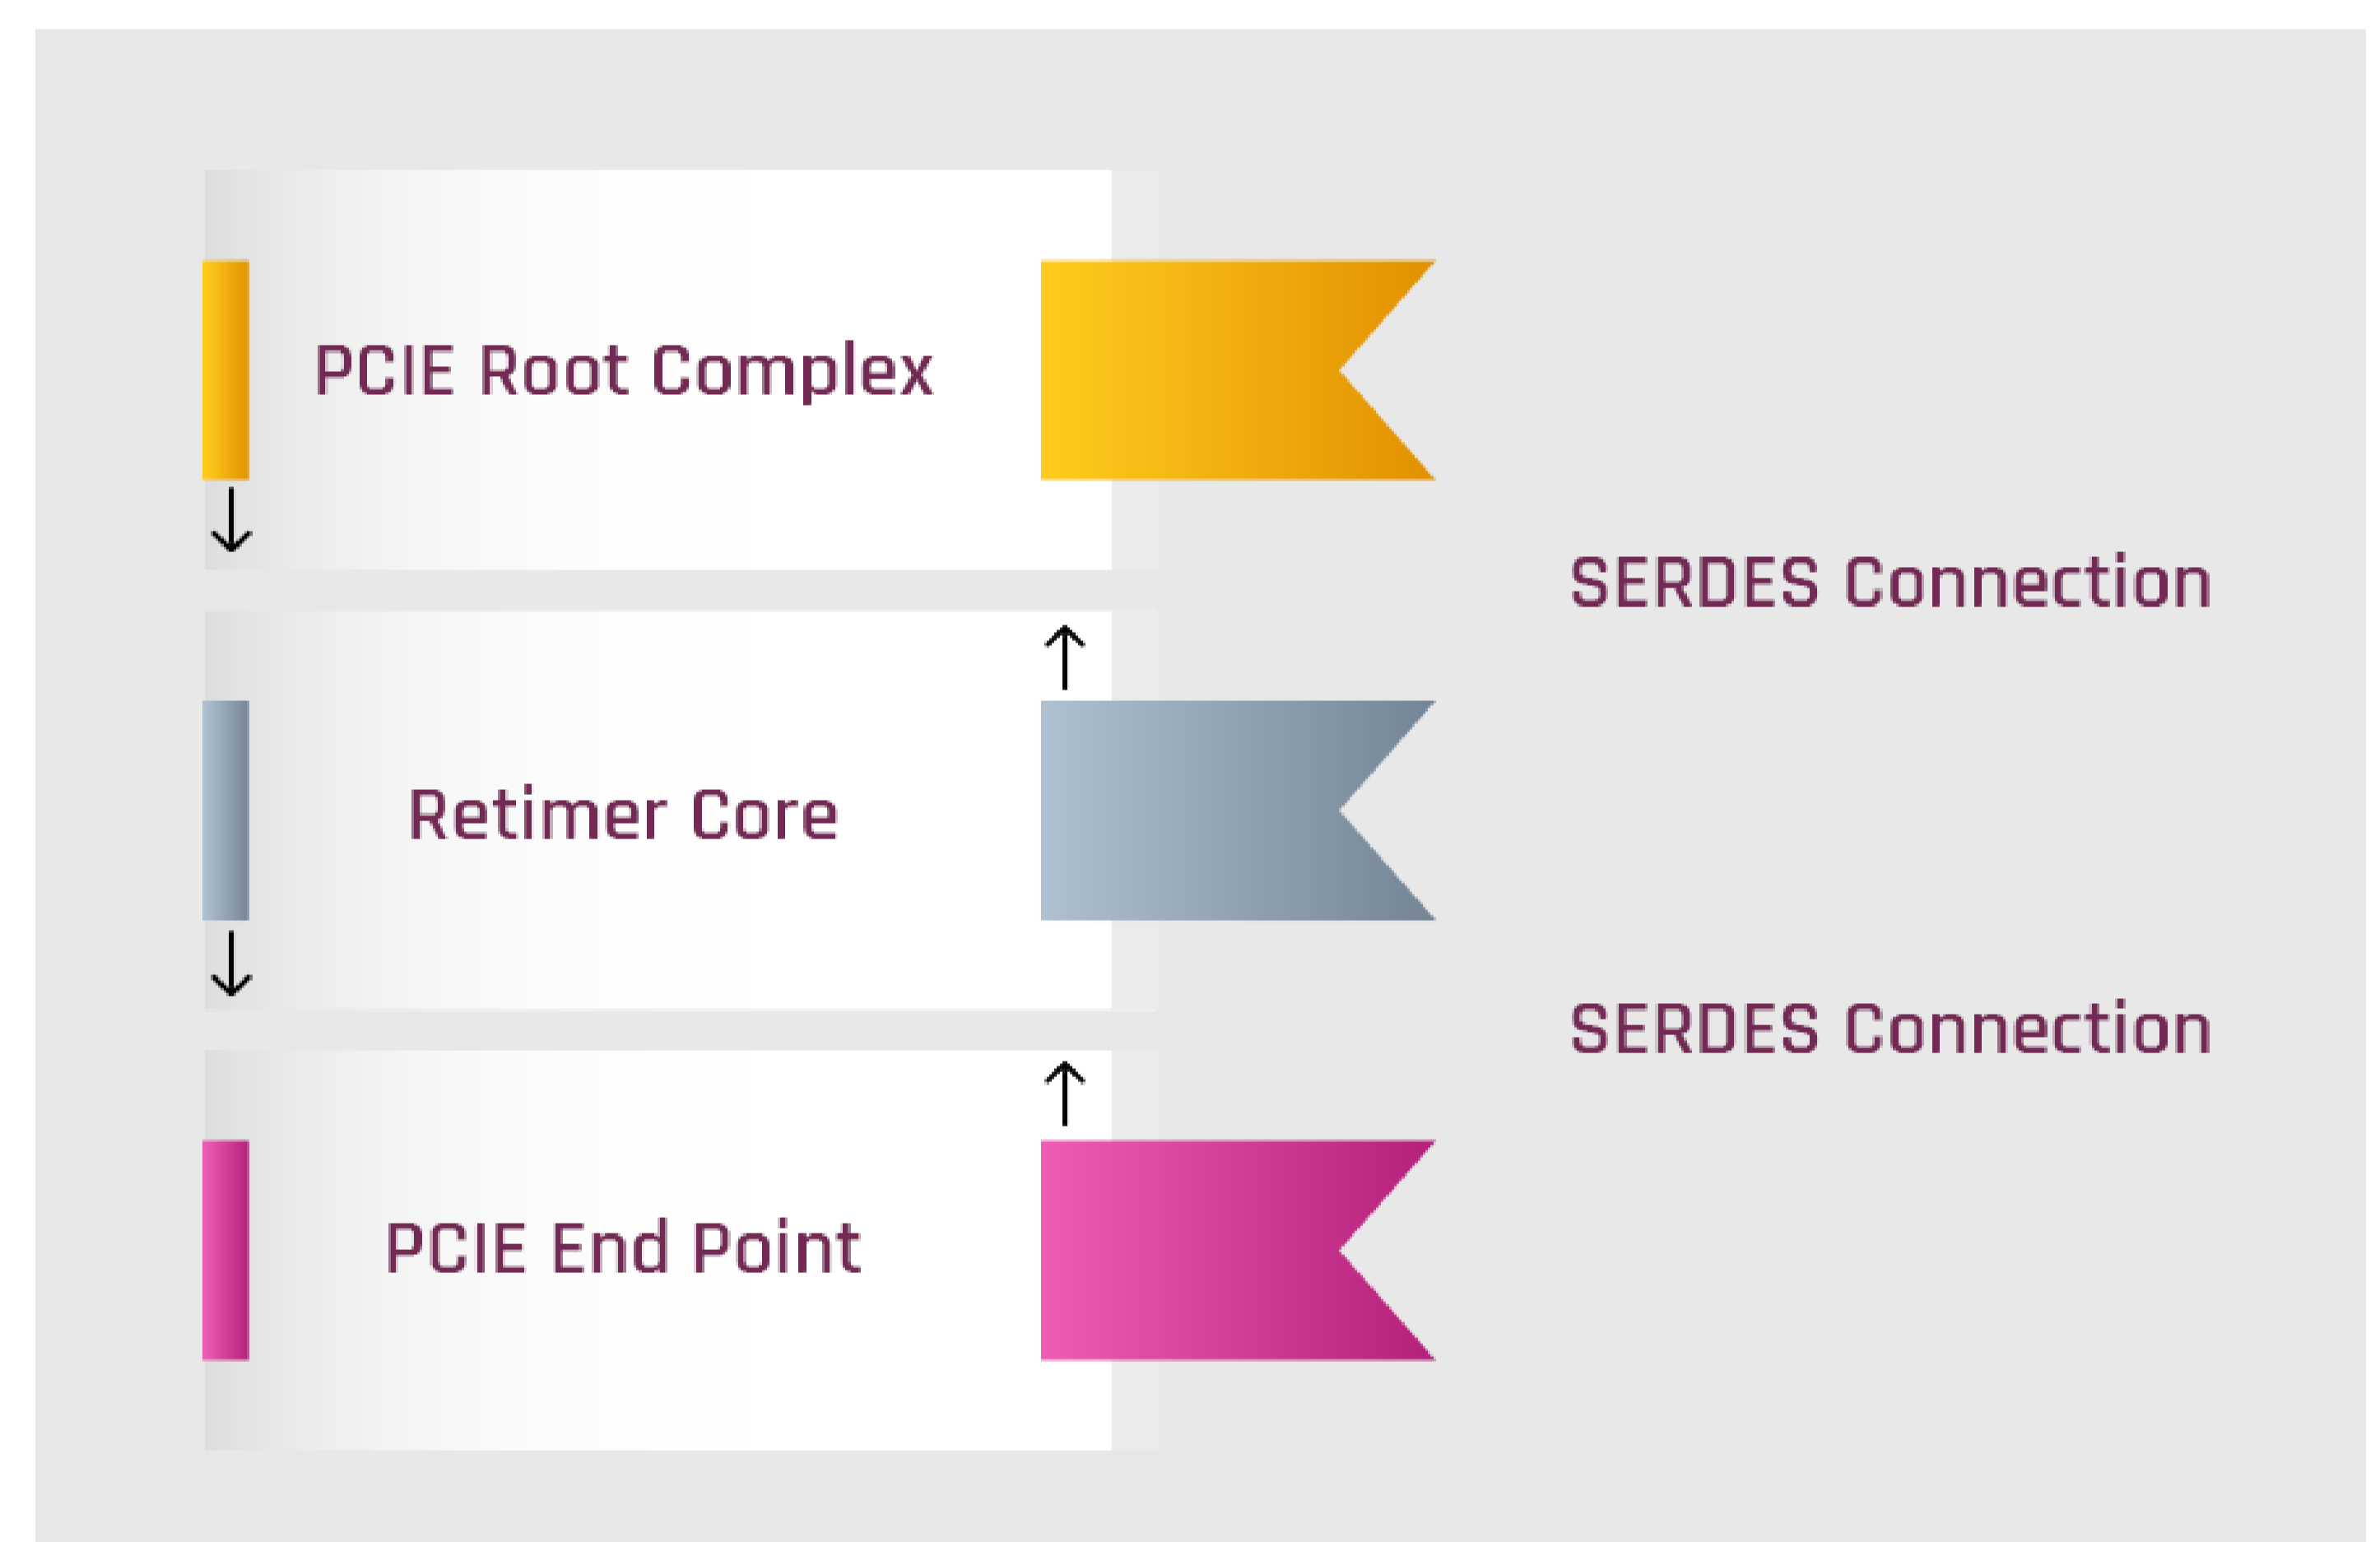 PCIE Root Complex
SERDES Connection
Retimer Core
SERDES Connection
PCIE End Point